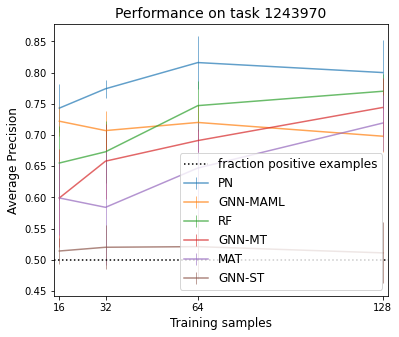 Performance on task 1243970
Average Precision
0.85
0.80
0.75
0.70
0.65
0.60
0.55
0.50
0.45
fraction positive examples
PN
GNN-MAML
RF
GNN-MT
MAT
GNN-ST
16 32 64 128
Training samples